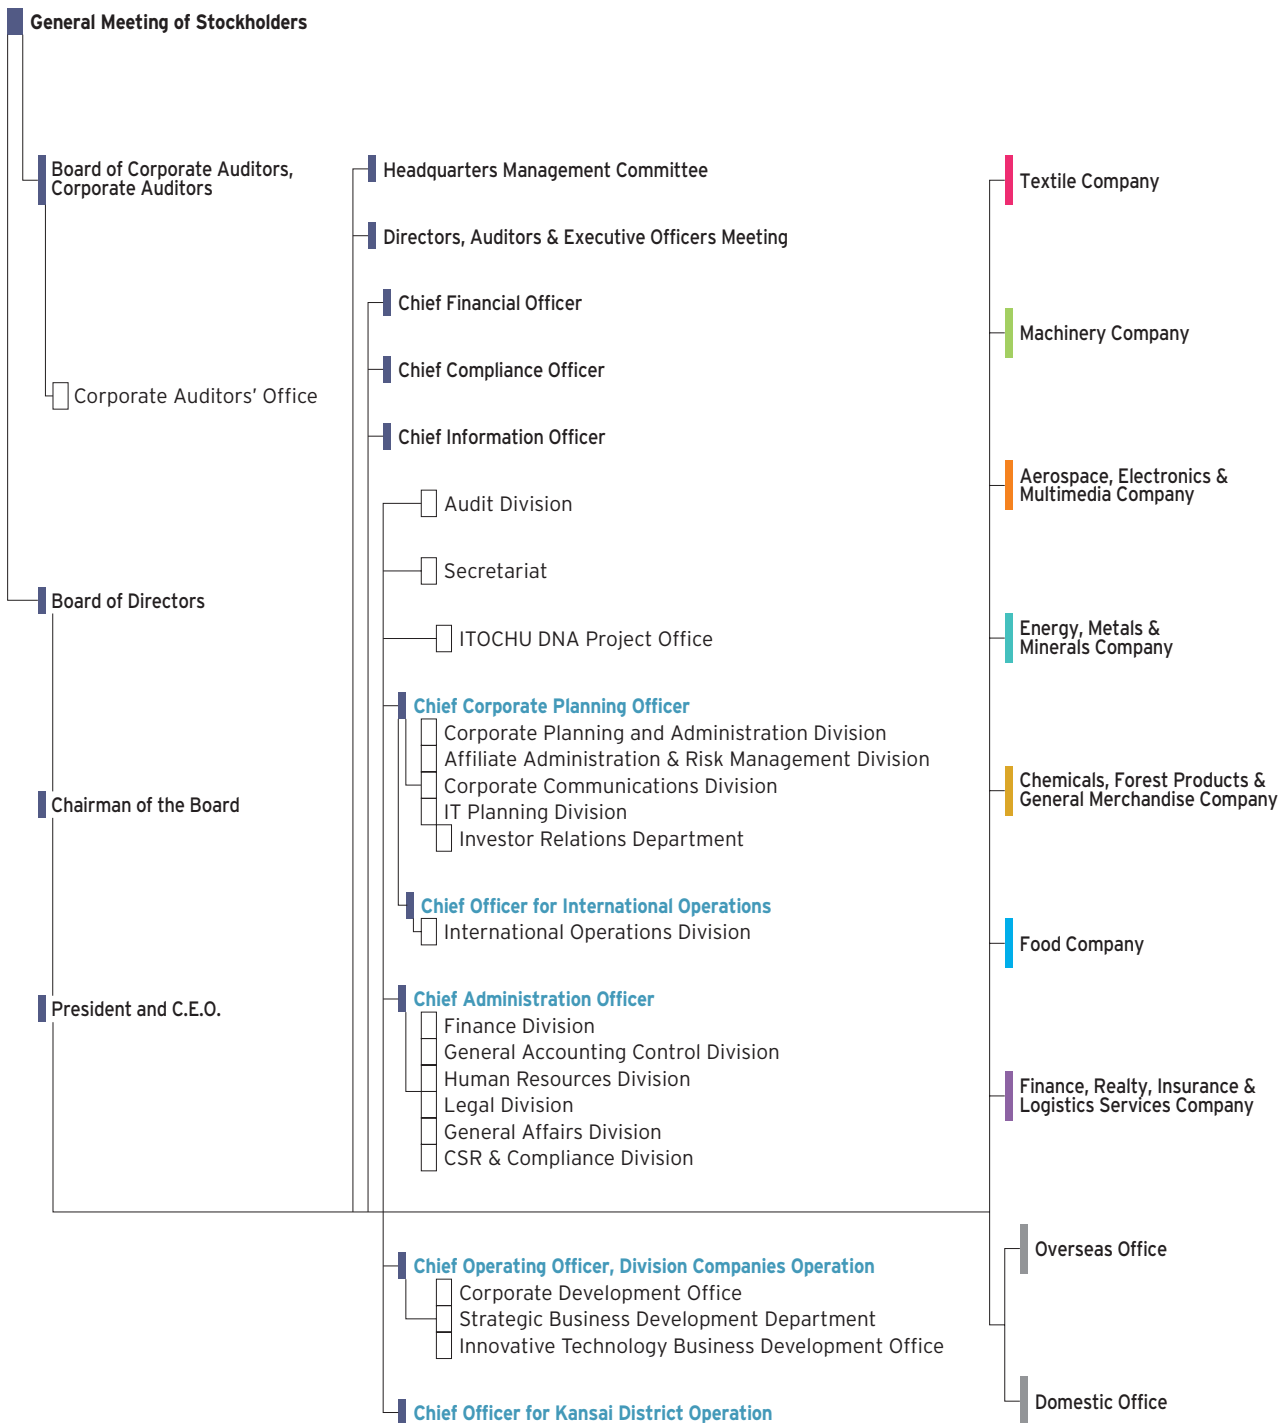 General Meeting of Stockholders
Board of Corporate Auditors,
Corporate Auditors
Corporate Auditors’ Office
Board of Directors
Chairman of the Board
President and C.E.O.
Headquarters Management Committee
Directors, Auditors & Executive Officers Meeting
Chief Financial Officer
Chief Compliance Officer
Chief Information Officer
Audit Division
Secretariat
ITOCHU DNA Project Office
Chief Corporate Planning Officer
Corporate Planning and Administration Division
Affiliate Administration & Risk Management Division
Corporate Communications Division
IT Planning Division
Investor Relations Department
Chief Officer for International Operations
International Operations Division
Chief Administration Officer
Finance Division
General Accounting Control Division
Human Resources Division
Legal Division
General Affairs Division
CSR & Compliance Division
Chief Operating Officer, Division Companies Operation
Corporate Development Office
Strategic Business Development Department
Innovative Technology Business Development Office
Chief Officer for Kansai District Operation
Textile Company
Machinery Company
Aerospace, Electronics &
Multimedia Company
Energy, Metals &
Minerals Company
Chemicals, Forest Products &
General Merchandise Company
Food Company
Finance, Realty, Insurance &
Logistics Services Company
Overseas Office
Domestic Office